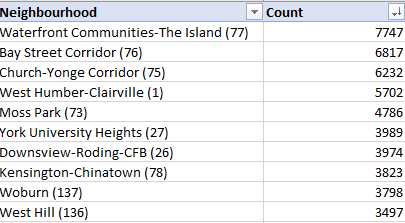 Neighbourhood Count
Waterfront Communities-The Island (77) 7747
Bay Street Corridor (76) 6817
Church-Yonge Corridor (75) 6232
West Humber-Clairville (1) 5702
Moss Park (73) 4786
York University Heights (27) 3989
Downsview-Roding-CFB (26) 3974
Kensington-Chinatown (78) 3823
Woburn (137) 3798
West Hill (136) 3497